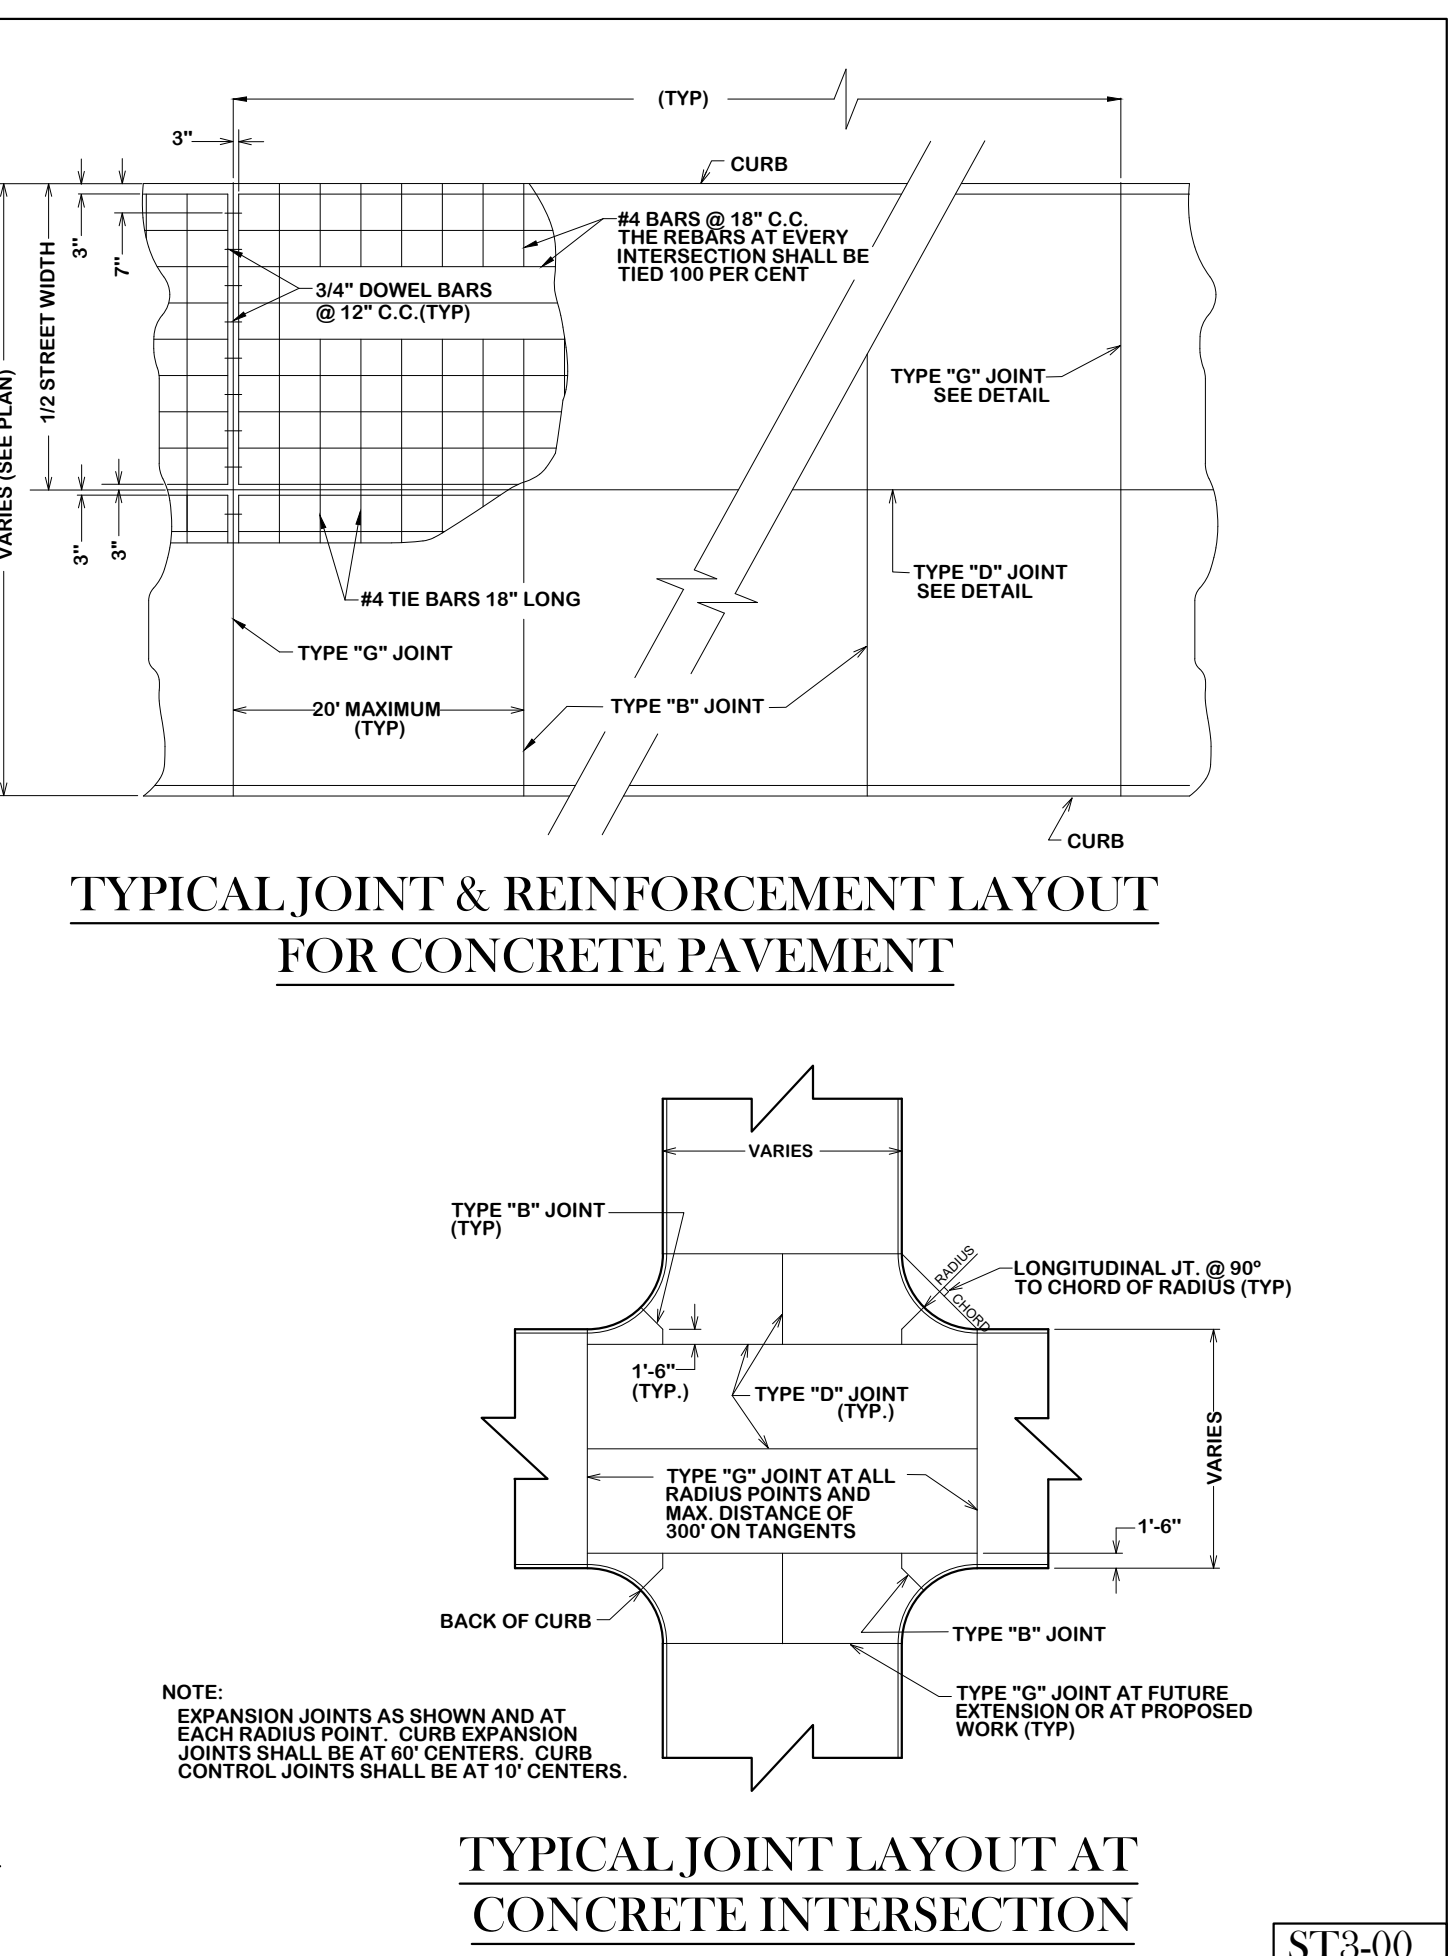 (TYP)
3"
CURB
#4 BARS @ 18" C.C.
THE REBARS AT EVERY
INTERSECTION SHALL BE
TIED 100 PER CENT
3"
7"
1/2 STREET WIDTH
VARIES (SEE PLAN)
3/4" DOWEL BARS
@ 12" C.C.(TYP)
TYPE "G" JOINT
SEE DETAIL
3"
3"
TYPE "D" JOINT
SEE DETAIL
#4 TIE BARS 18" LONG
TYPE "G" JOINT
20' MAXIMUM
(TYP)
TYPE "B" JOINT
CURB
TYPICAL JOINT & REINFORCEMENT LAYOUT
FOR CONCRETE PAVEMENT
VARIES
TYPE "B" JOINT
(TYP)
RADIUS
CHORD
LONGITUDINAL JT. @ 90°
TO CHORD OF RADIUS (TYP)
1'-6"
(TYP.)
TYPE "D" JOINT
(TYP.)
VARIES
TYPE "G" JOINT AT ALL
RADIUS POINTS AND
MAX. DISTANCE OF
300' ON TANGENTS
1'-6"
BACK OF CURB
TYPE "B" JOINT
TYPE "G" JOINT AT FUTURE
EXTENSION OR AT PROPOSED
WORK (TYP)
NOTE:
EXPANSION JOINTS AS SHOWN AND AT
EACH RADIUS POINT. CURB EXPANSION
JOINTS SHALL BE AT 60' CENTERS. CURB
CONTROL JOINTS SHALL BE AT 10' CENTERS.
TYPICAL JOINT LAYOUT AT
CONCRETE INTERSECTION
ST3-00